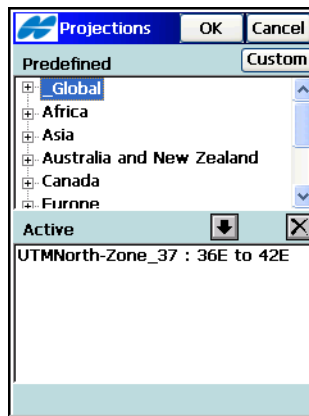 Projections OK Cancel
Predefined Custom
_Global
Africa
Asia
Australia and New Zealand
Canada
Europe
Active
UTMNorth-Zone_37 : 36E to 42E